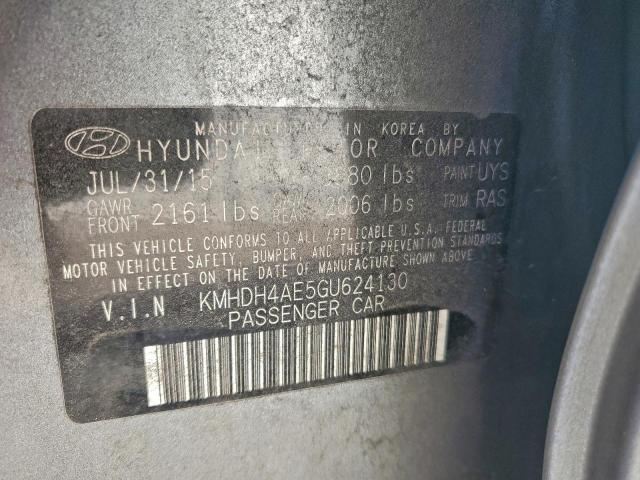 MANUFACTURED IN KOREA BY
HYUNDAI MOTOR COMPANY
JUL/31/15 80 lbs PAINT UYS
GAWR FRONT 2161 lbs GAWR REAR 2006 lbs TRIM RAS
THIS VEHICLE CONFORMS TO ALL APPLICABLE U.S.A. FEDERAL
MOTOR VEHICLE SAFETY, BUMPER, AND THEFT PREVENTION STANDARDS
IN EFFECT ON THE DATE OF MANUFACTURE SHOWN ABOVE.
V.I.N KMHDH4AE5GU624130
PASSENGER CAR